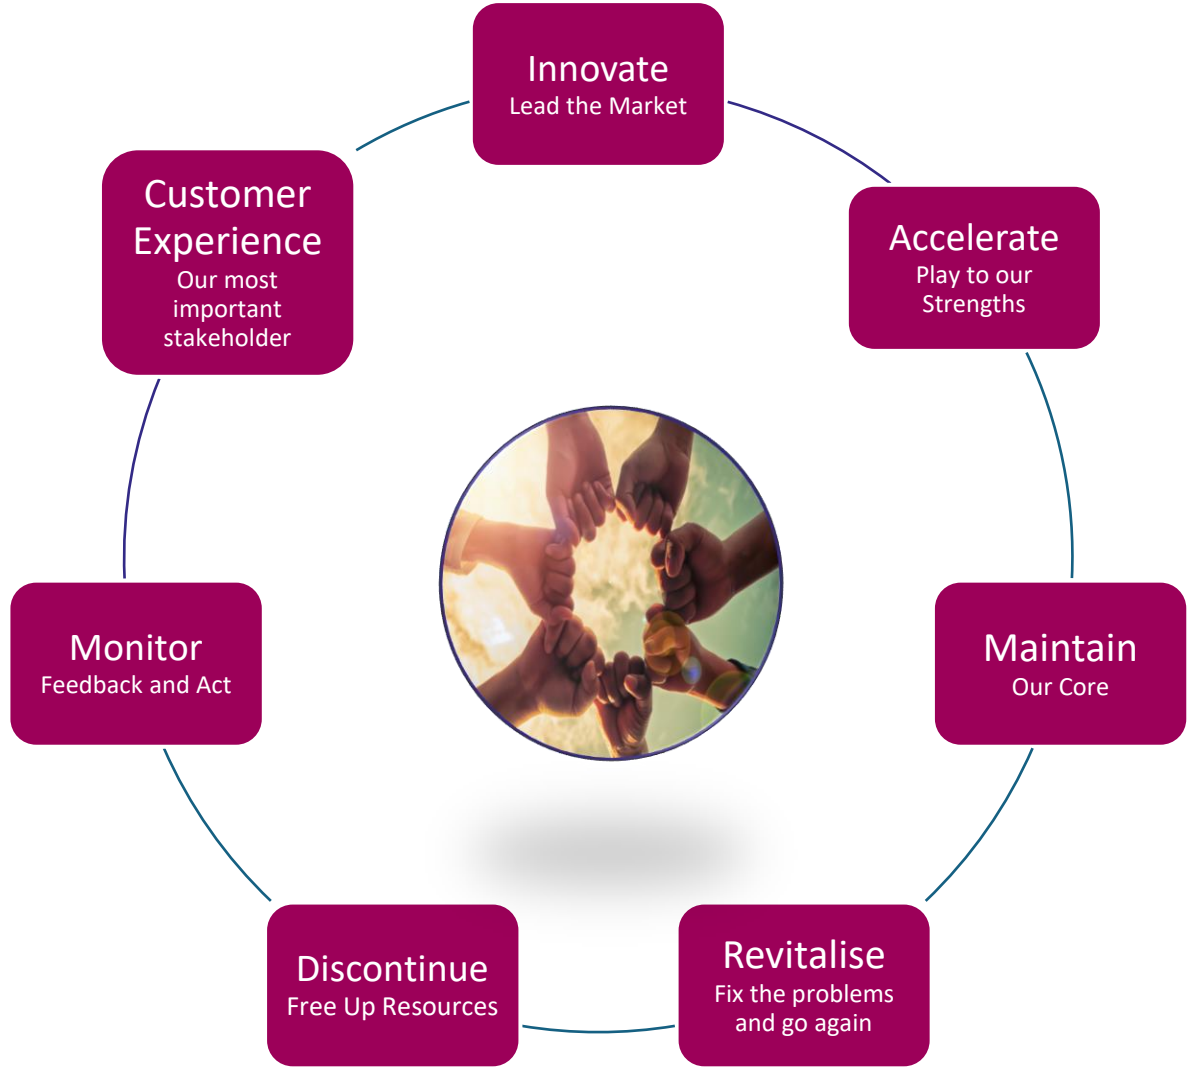 Innovate
Lead the Market
Accelerate
Play to our
Strengths
Maintain
Our Core
Revitalise
Fix the problems
and go again
Discontinue
Free Up Resources
Monitor
Feedback and Act
Customer
Experience
Our most
important
stakeholder